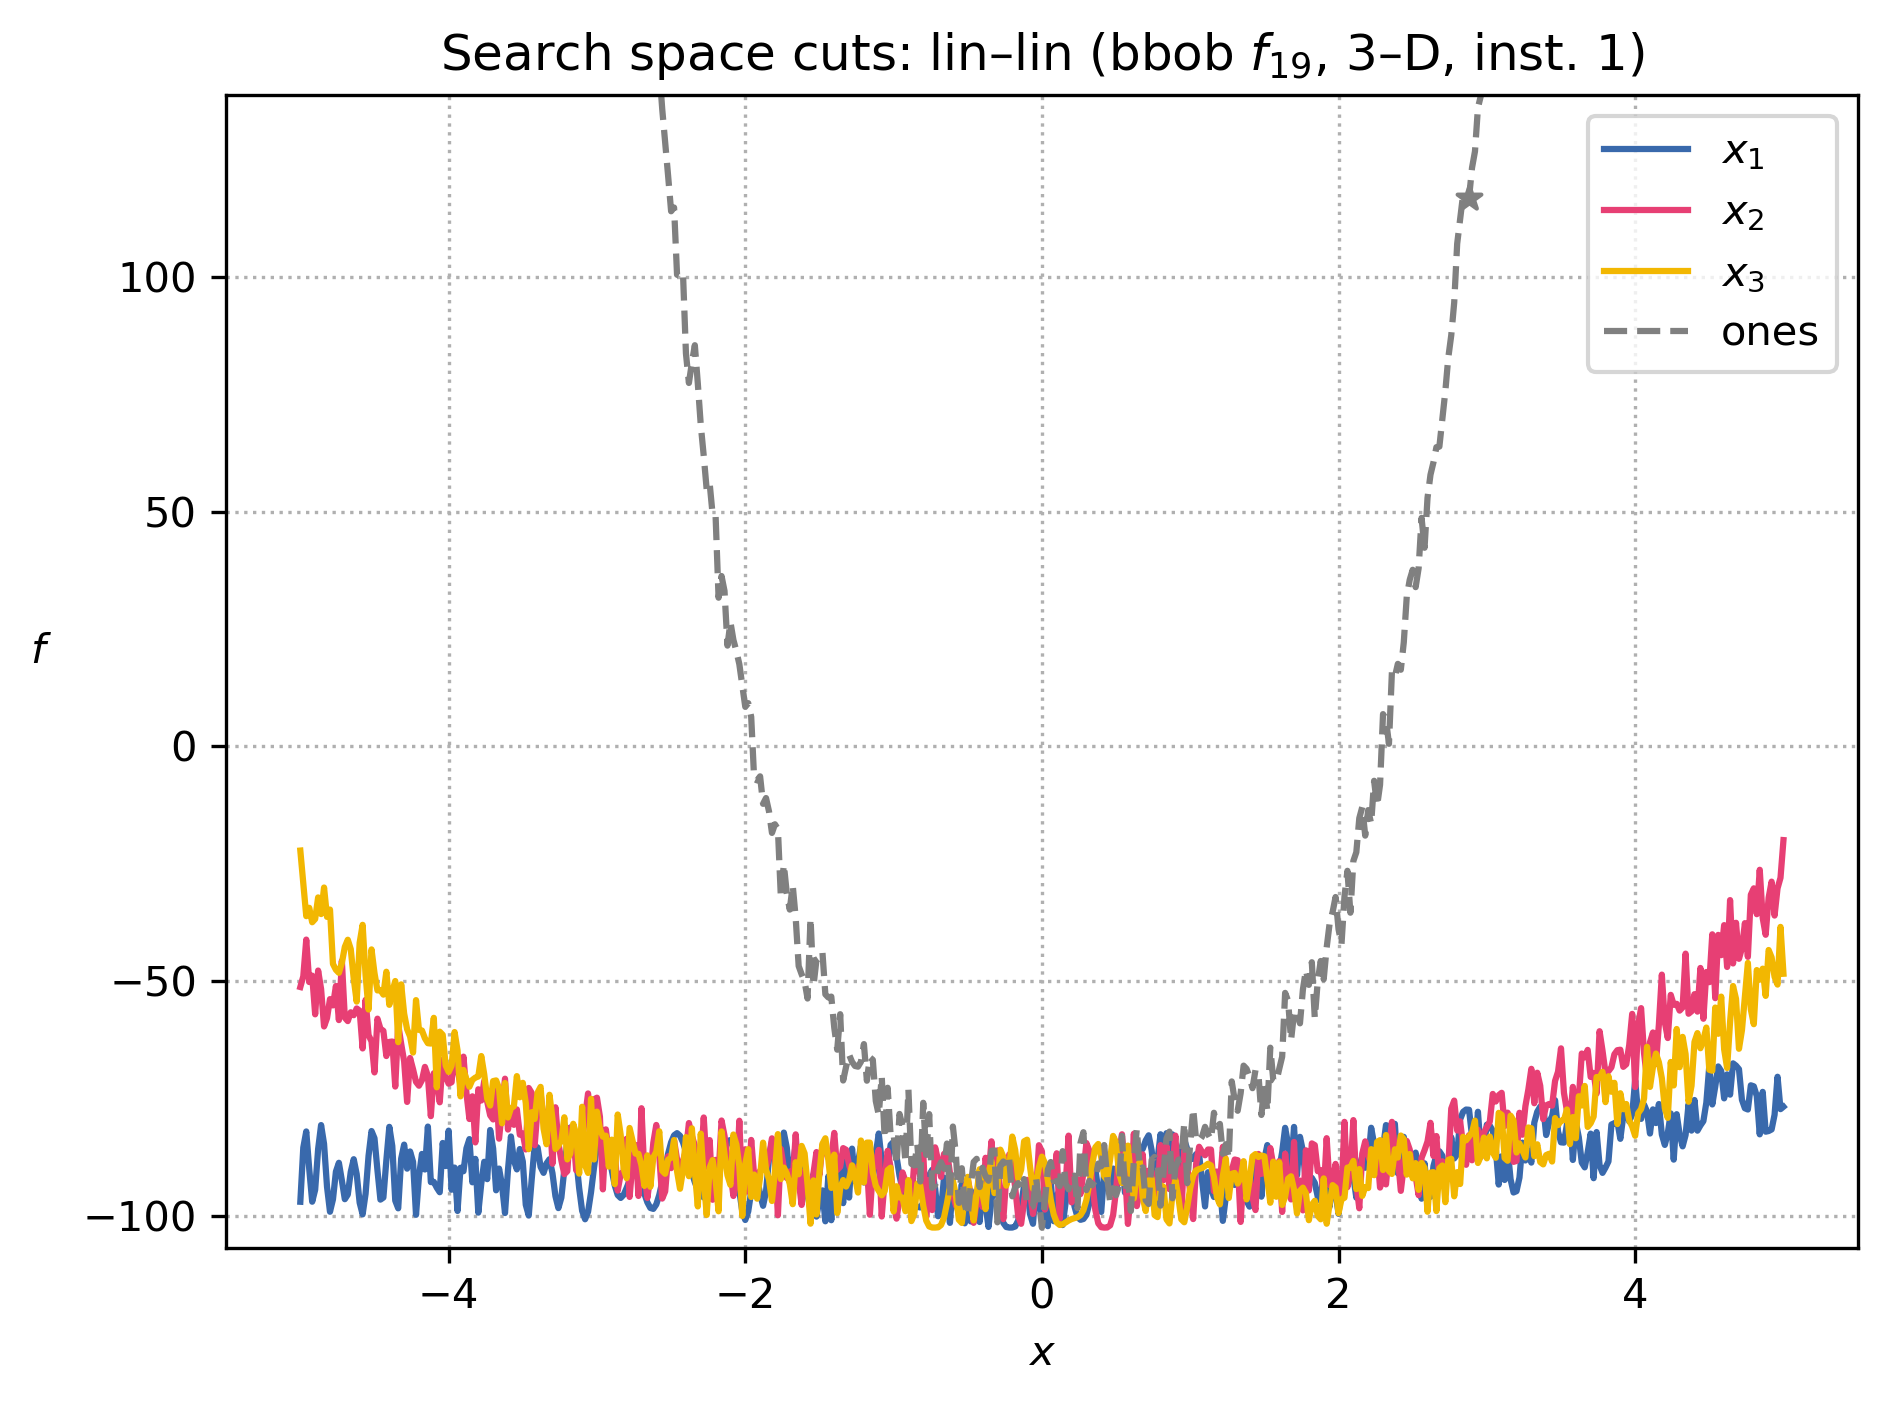 Search space cuts: lin–lin (bbob f₁₉, 3–D, inst. 1)
x₁
x₂
x₃
ones
100
50
0
−50
−100
f
−4
−2
0
2
4
x